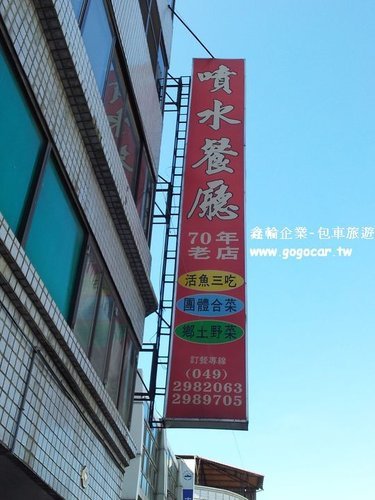 噴水餐廳
70年
老店
活魚三吃
團體合菜
鄉土野菜
訂餐專線
(049)
2982063
2989705
鑫輪企業-包車旅遊
www.gogocar.tw